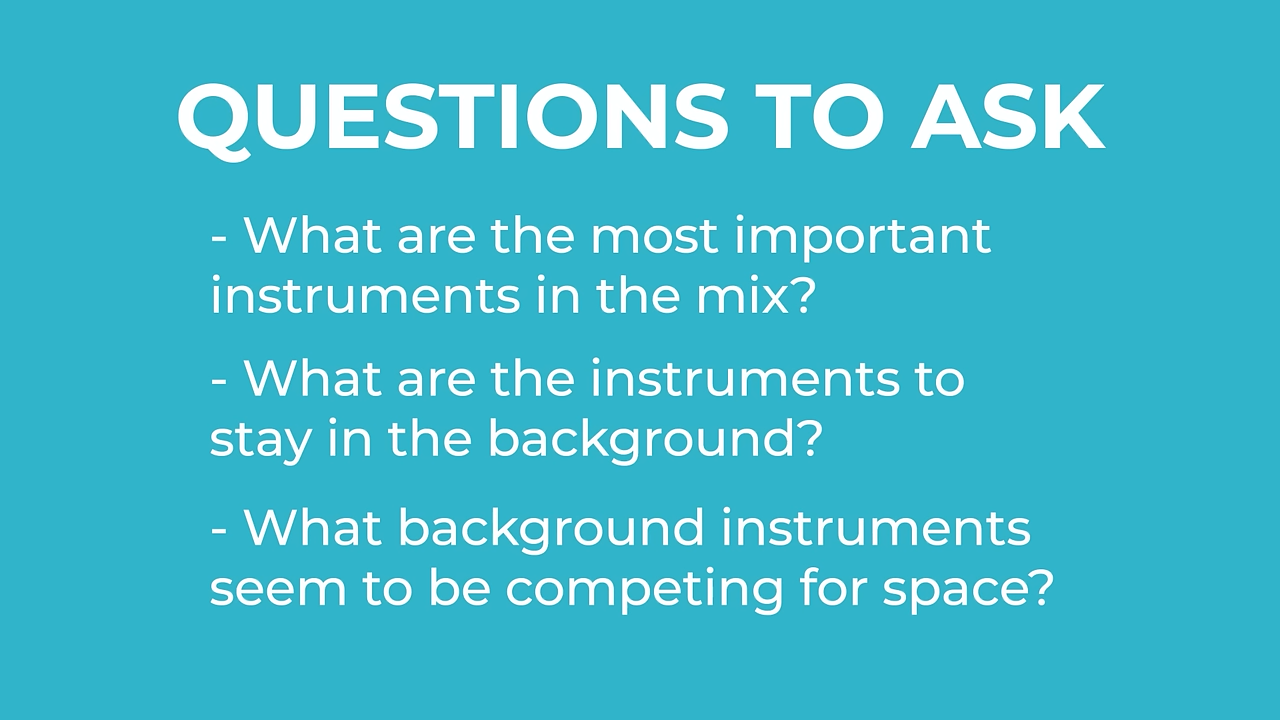 QUESTIONS TO ASK
- What are the most important
instruments in the mix?
- What are the instruments to
stay in the background?
- What background instruments
seem to be competing for space?